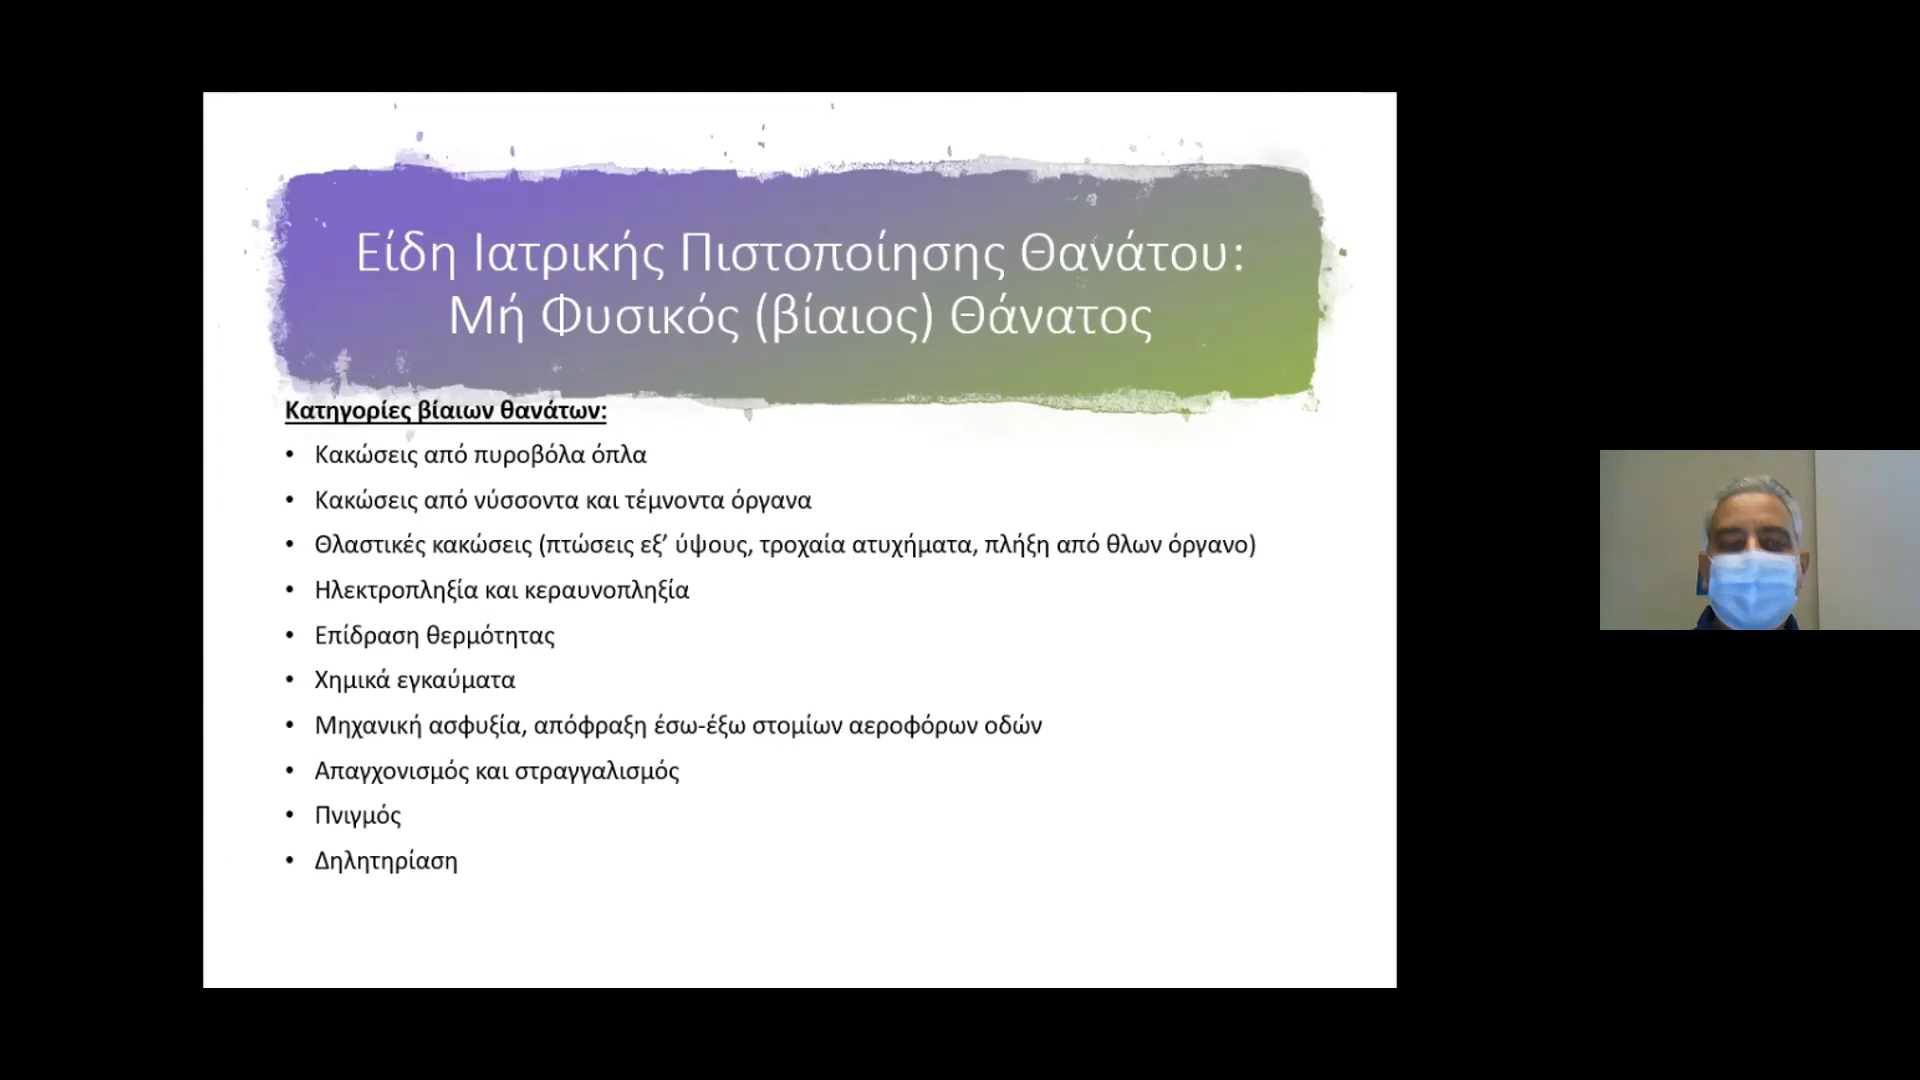 Είδη Ιατρικής Πιστοποίησης Θανάτου:
Μή Φυσικός (βίαιος) Θάνατος
Κατηγορίες βίαιων θανάτων:
• Κακώσεις από πυροβόλα όπλα
• Κακώσεις από νύσσοντα και τέμνοντα όργανα
• Θλαστικές κακώσεις (πτώσεις εξ’ ύψους, τροχαία ατυχήματα, πλήξη από θλων όργανο)
• Ηλεκτροπληξία και κεραυνοπληξία
• Επίδραση θερμότητας
• Χημικά εγκαύματα
• Μηχανική ασφυξία, απόφραξη έσω-έξω στομίων αεροφόρων οδών
• Απαγχονισμός και στραγγαλισμός
• Πνιγμός
• Δηλητηρίαση